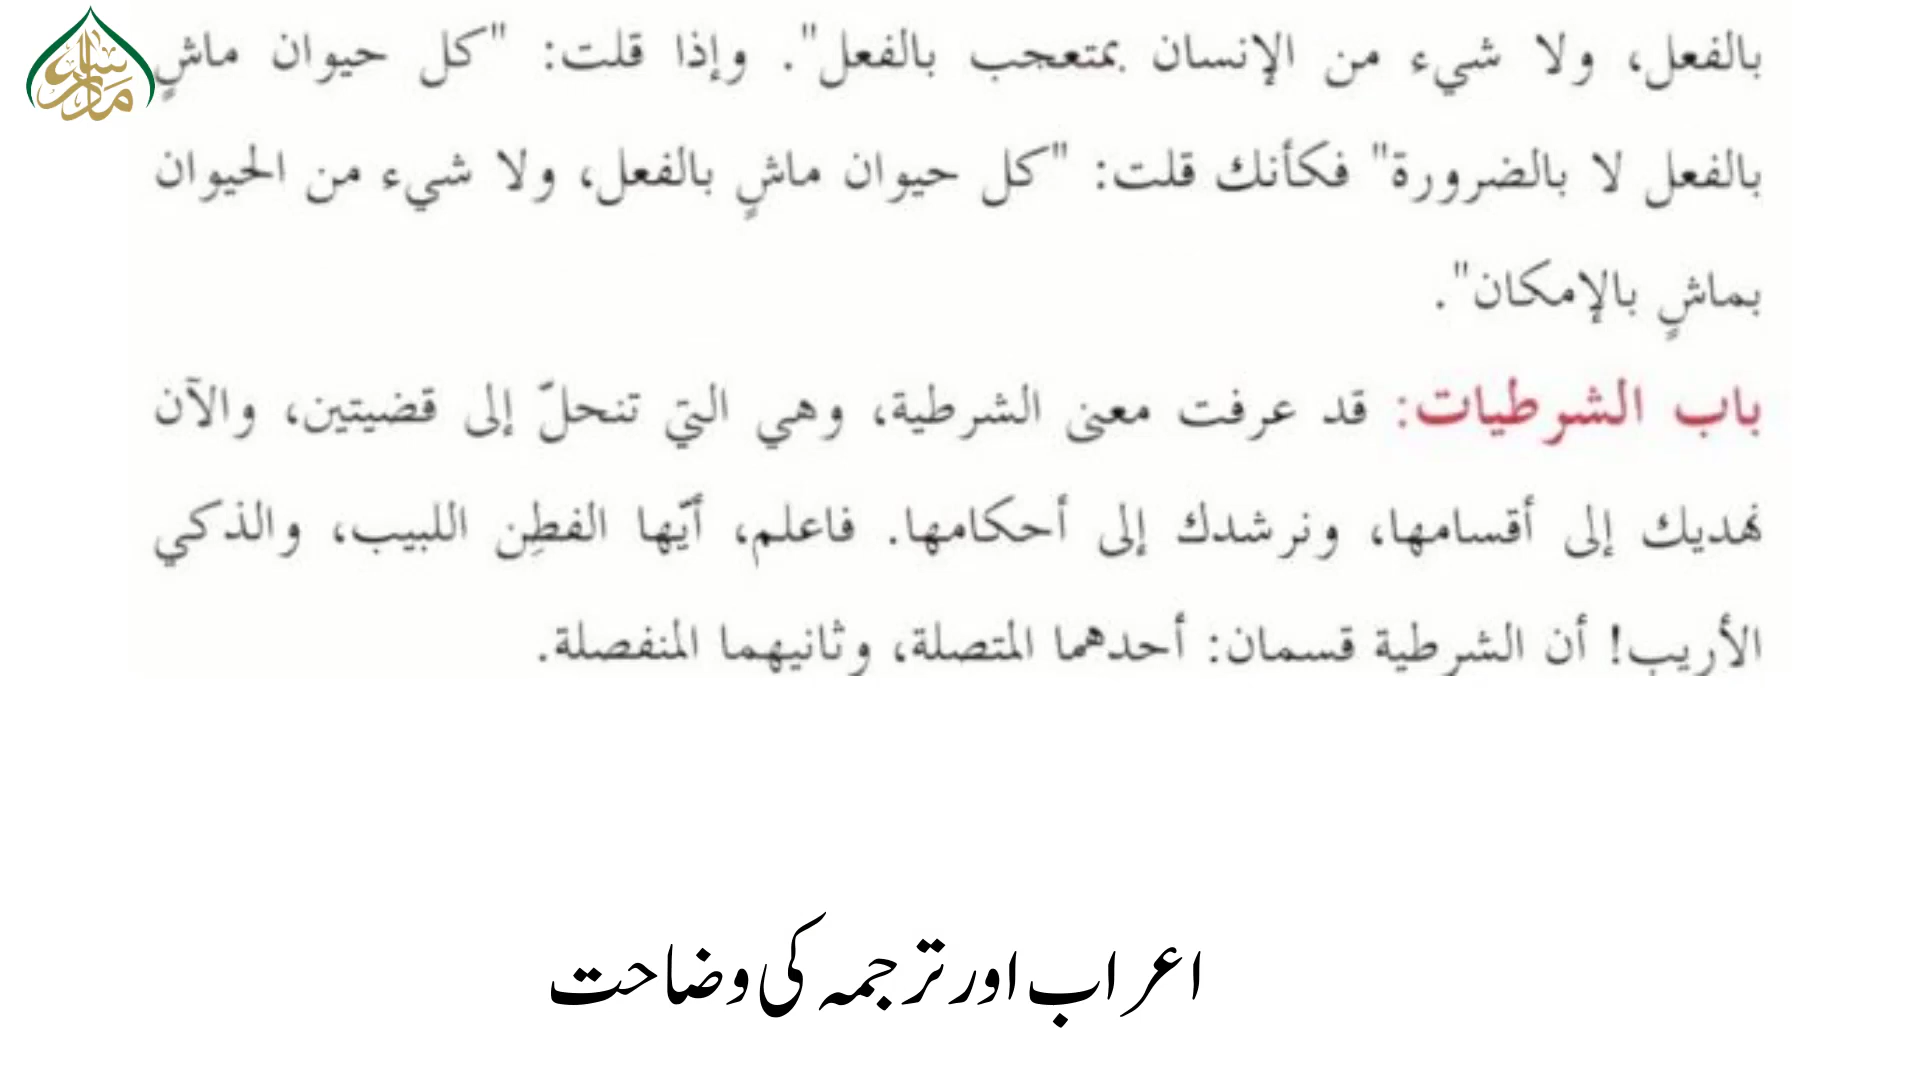 بالفعل، ولا شيء من الإنسان بمتعجب بالفعل". وإذا قلت: "كل حيوان ماشٍ
بالفعل لا بالضرورة" فكأنك قلت: "كل حيوان ماشٍ بالفعل، ولا شيء من الحيوان
بماشٍ بالإمكان".
باب الشرطيات: قد عرفت معنى الشرطية، وهي التي تنحلّ إلى قضيتين، والآن
نهديك إلى أقسامها، ونرشدك إلى أحكامها. فاعلم، أيّها الفطِن اللبيب، والذكي
الأريب! أن الشرطية قسمان: أحدهما المتصلة، وثانيهما المنفصلة.
اعراب اور ترجمہ کی وضاحت